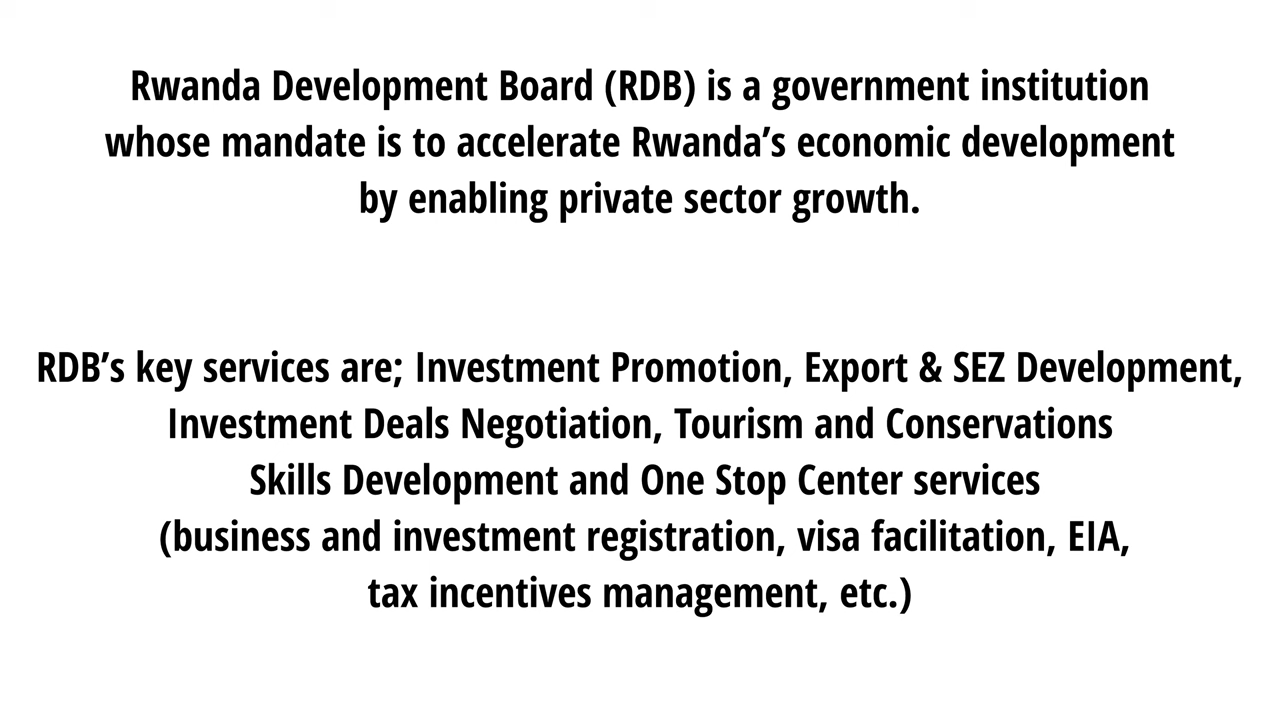 Rwanda Development Board (RDB) is a government institution
whose mandate is to accelerate Rwanda’s economic development
by enabling private sector growth.
RDB’s key services are; Investment Promotion, Export & SEZ Development,
Investment Deals Negotiation, Tourism and Conservations
Skills Development and One Stop Center services
(business and investment registration, visa facilitation, EIA,
tax incentives management, etc.)